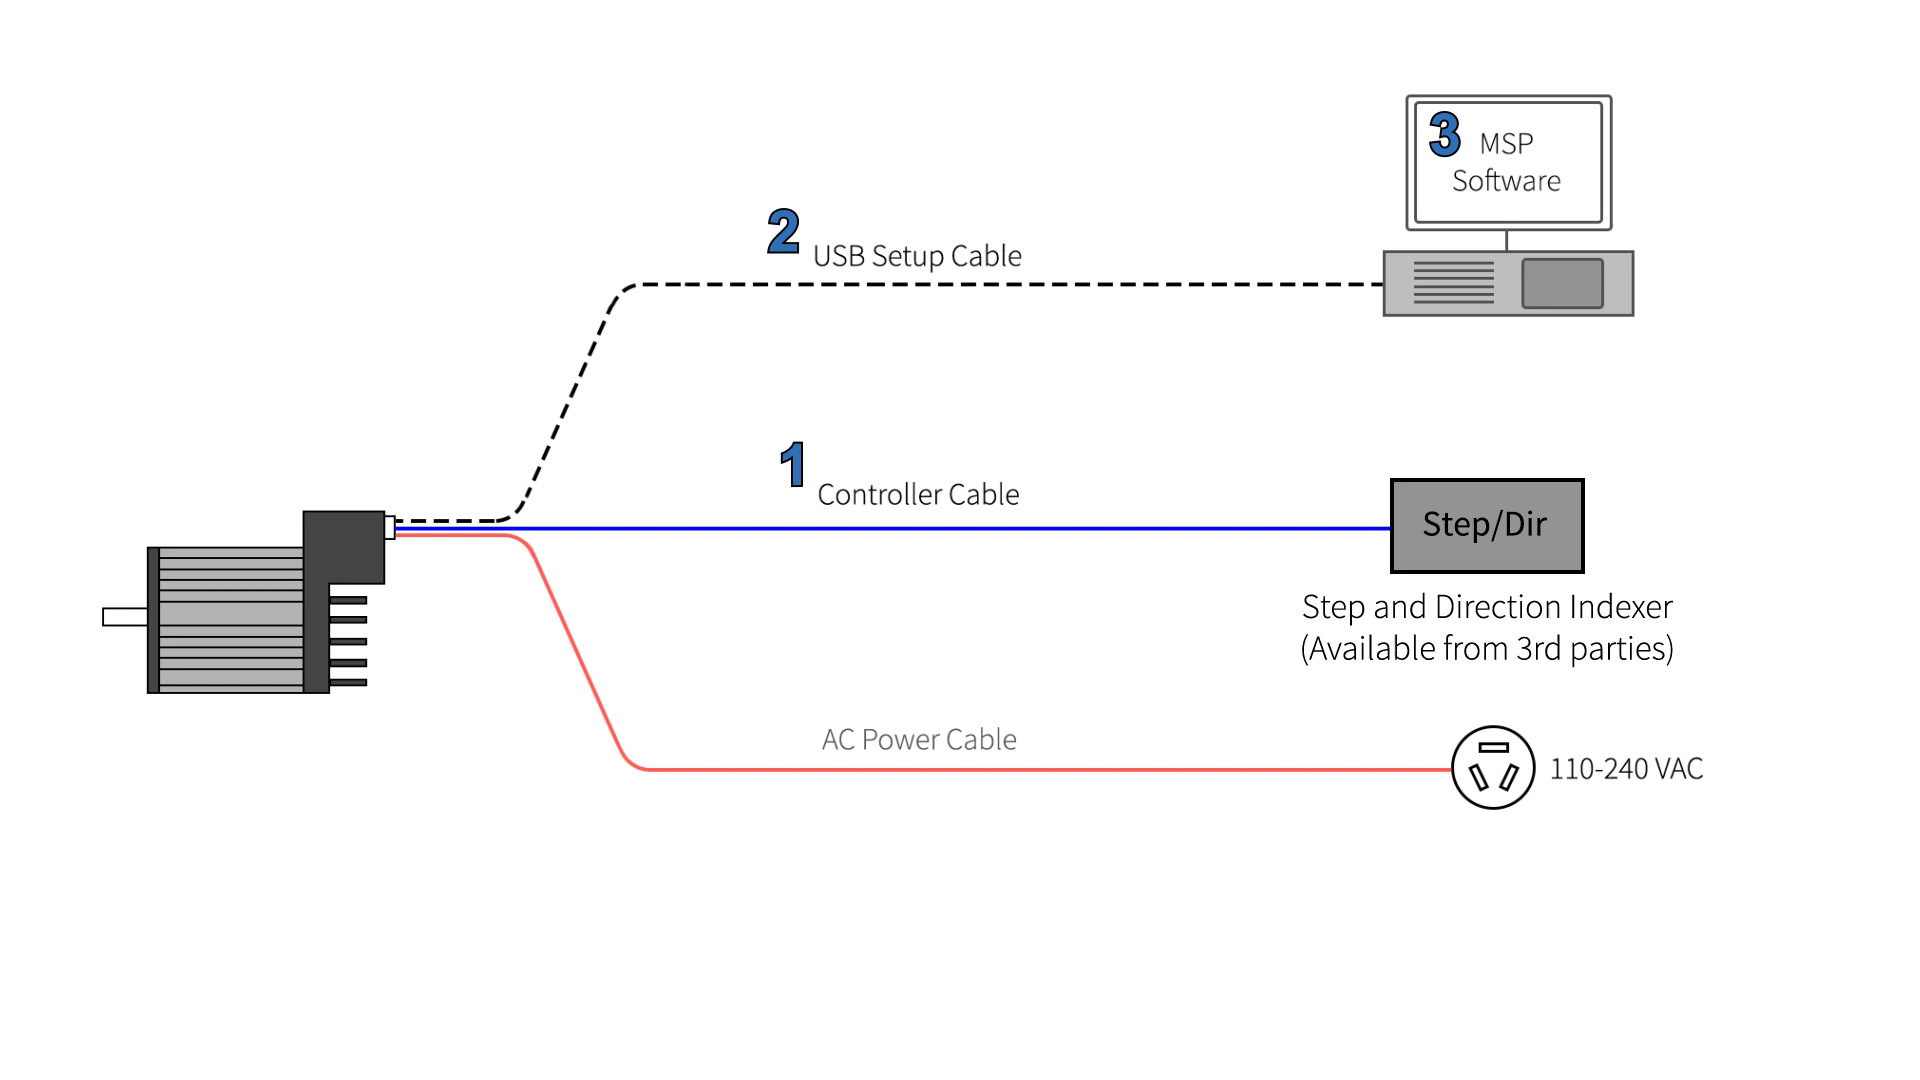 3 MSP
Software
2
USB Setup Cable
1
Controller Cable
Step/Dir
Step and Direction Indexer
(Available from 3rd parties)
AC Power Cable
110-240 VAC